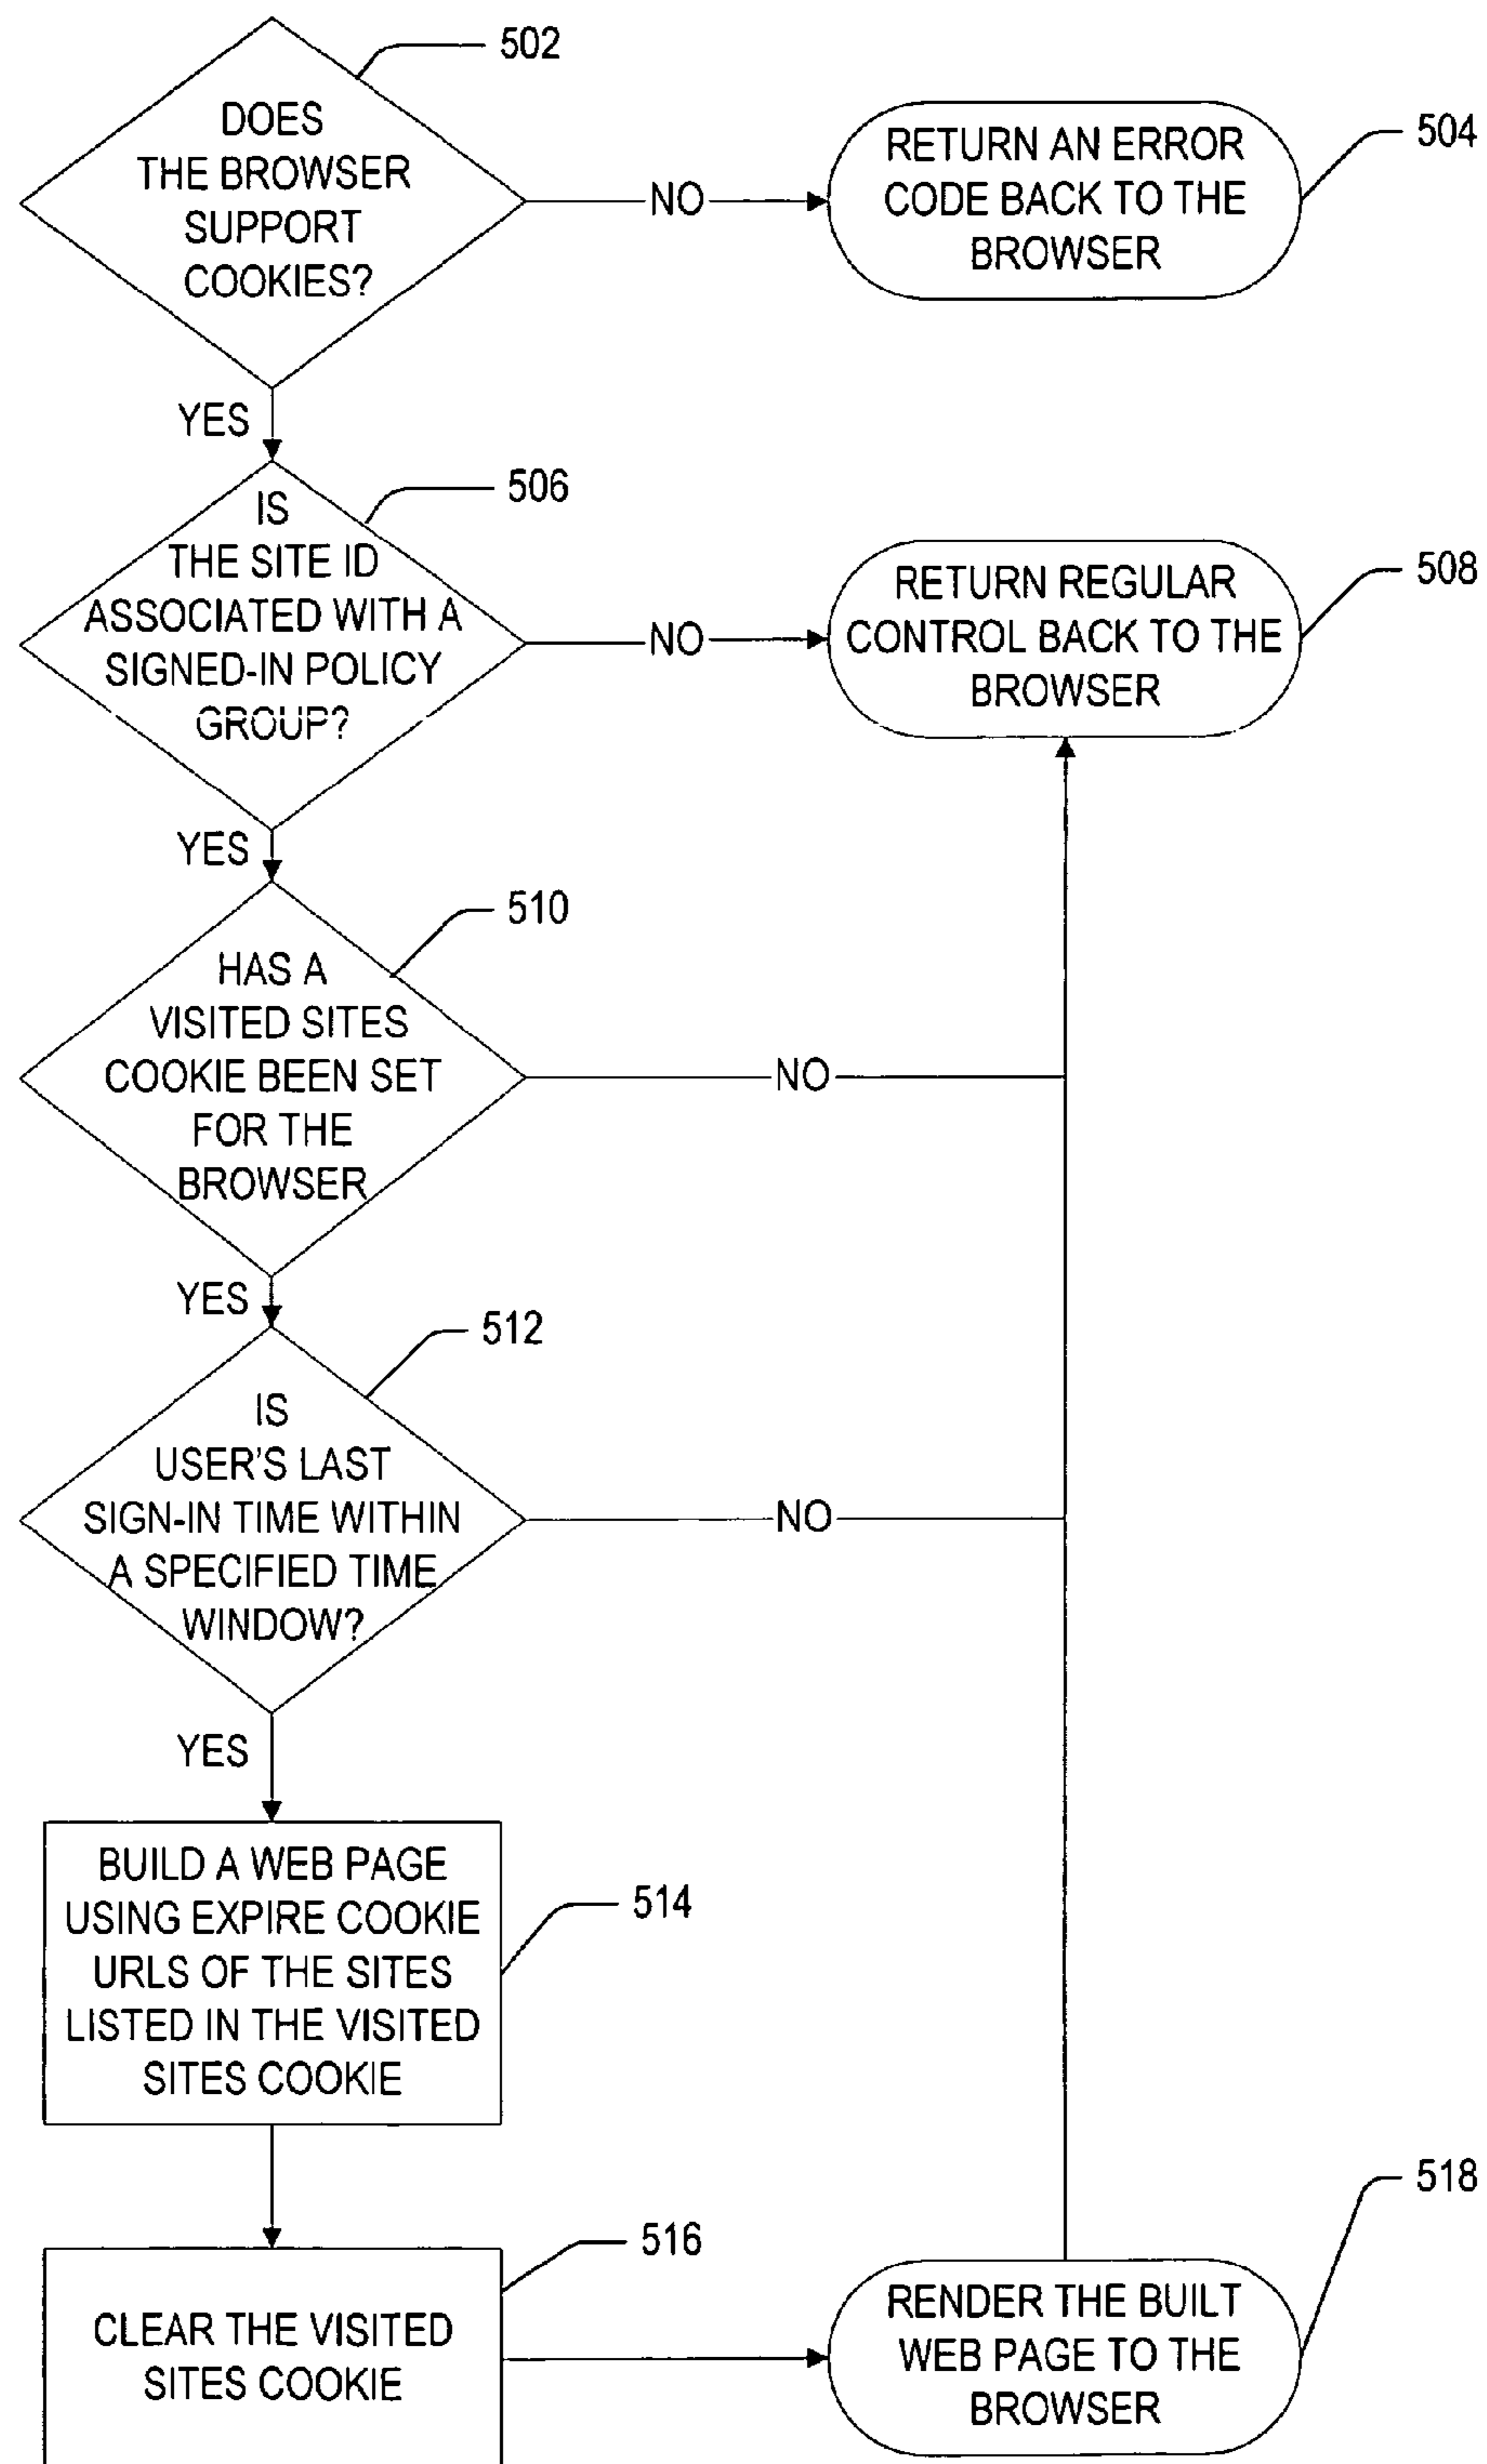 502
DOES
THE BROWSER
SUPPORT
COOKIES?
NO
RETURN AN ERROR
CODE BACK TO THE
BROWSER
504
YES
506
IS
THE SITE ID
ASSOCIATED WITH A
SIGNED-IN POLICY
GROUP?
NO
RETURN REGULAR
CONTROL BACK TO THE
BROWSER
508
YES
510
HAS A
VISITED SITES
COOKIE BEEN SET
FOR THE
BROWSER
NO
YES
512
IS
USER'S LAST
SIGN-IN TIME WITHIN
A SPECIFIED TIME
WINDOW?
NO
YES
BUILD A WEB PAGE
USING EXPIRE COOKIE
URLS OF THE SITES
LISTED IN THE VISITED
SITES COOKIE
514
516
CLEAR THE VISITED
SITES COOKIE
518
RENDER THE BUILT
WEB PAGE TO THE
BROWSER